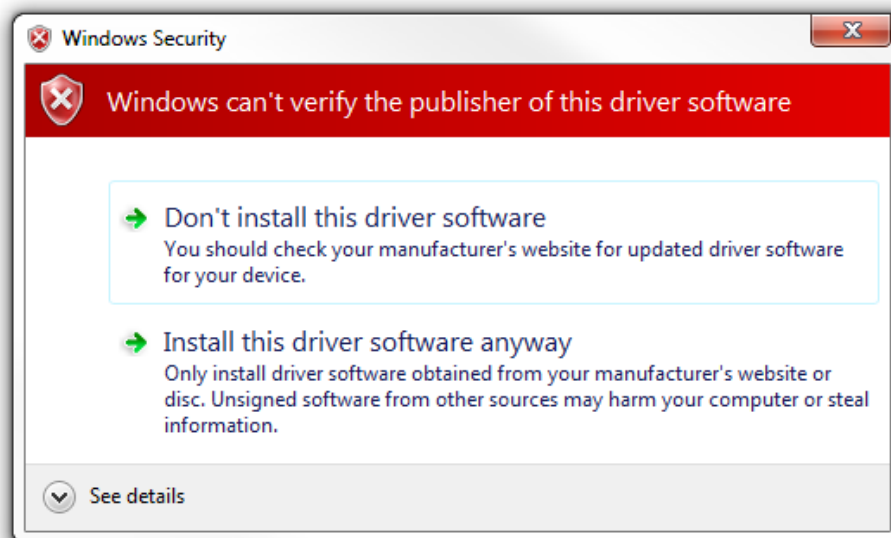 Windows Security
Windows can't verify the publisher of this driver software
Don't install this driver software
You should check your manufacturer's website for updated driver software
for your device.
Install this driver software anyway
Only install driver software obtained from your manufacturer's website or
disc. Unsigned software from other sources may harm your computer or steal
information.
See details